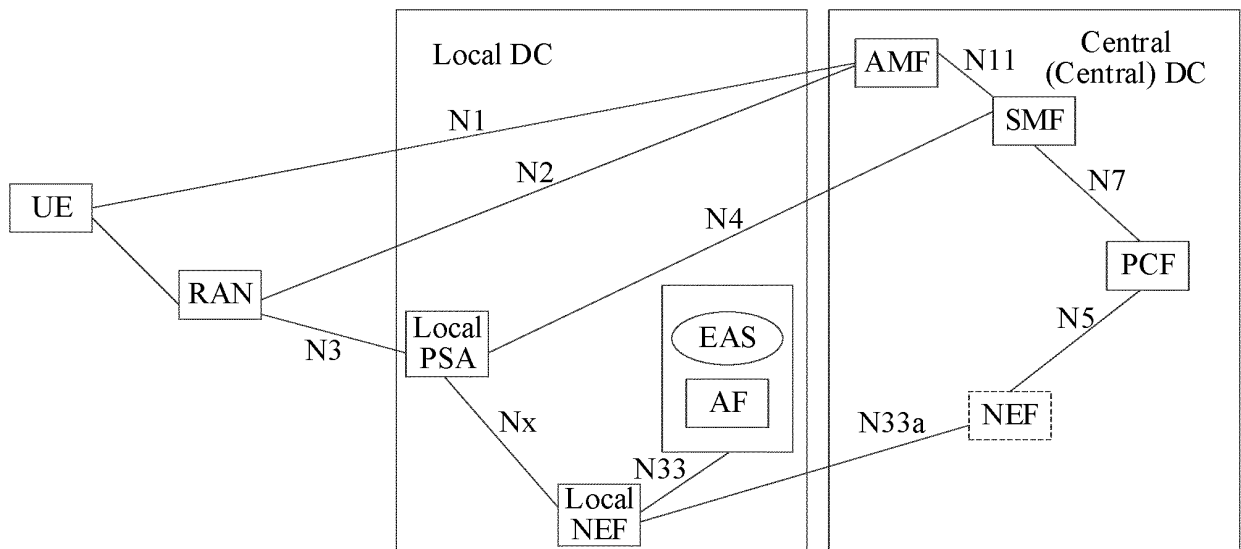 Local DC
Central
(Central) DC
AMF
N11
SMF
N1
N2
N7
UE
N4
PCF
RAN
N5
Local
PSA
EAS
N3
AF
NEF
Nx
N33a
N33
Local
NEF